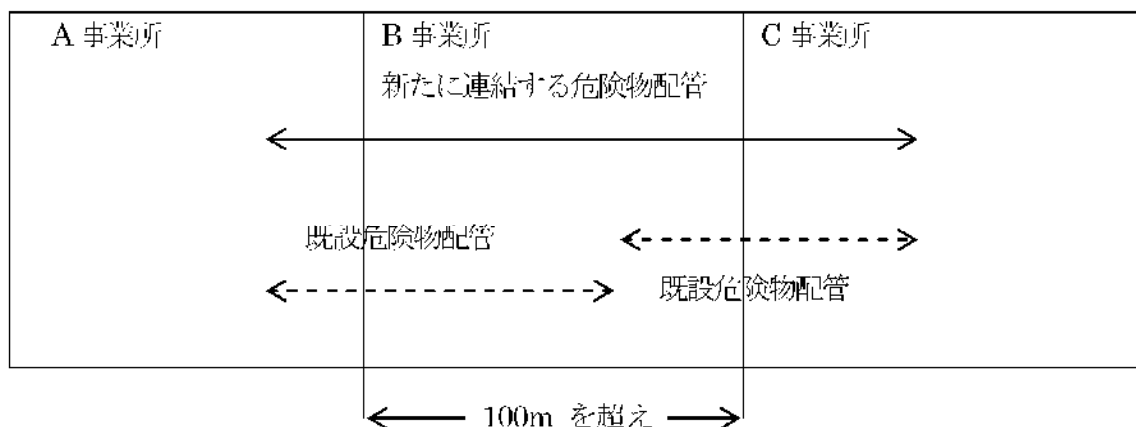 A 事業所
B 事業所
C 事業所
新たに連結する危険物配管
既設危険物配管
既設危険物配管
100m を超え